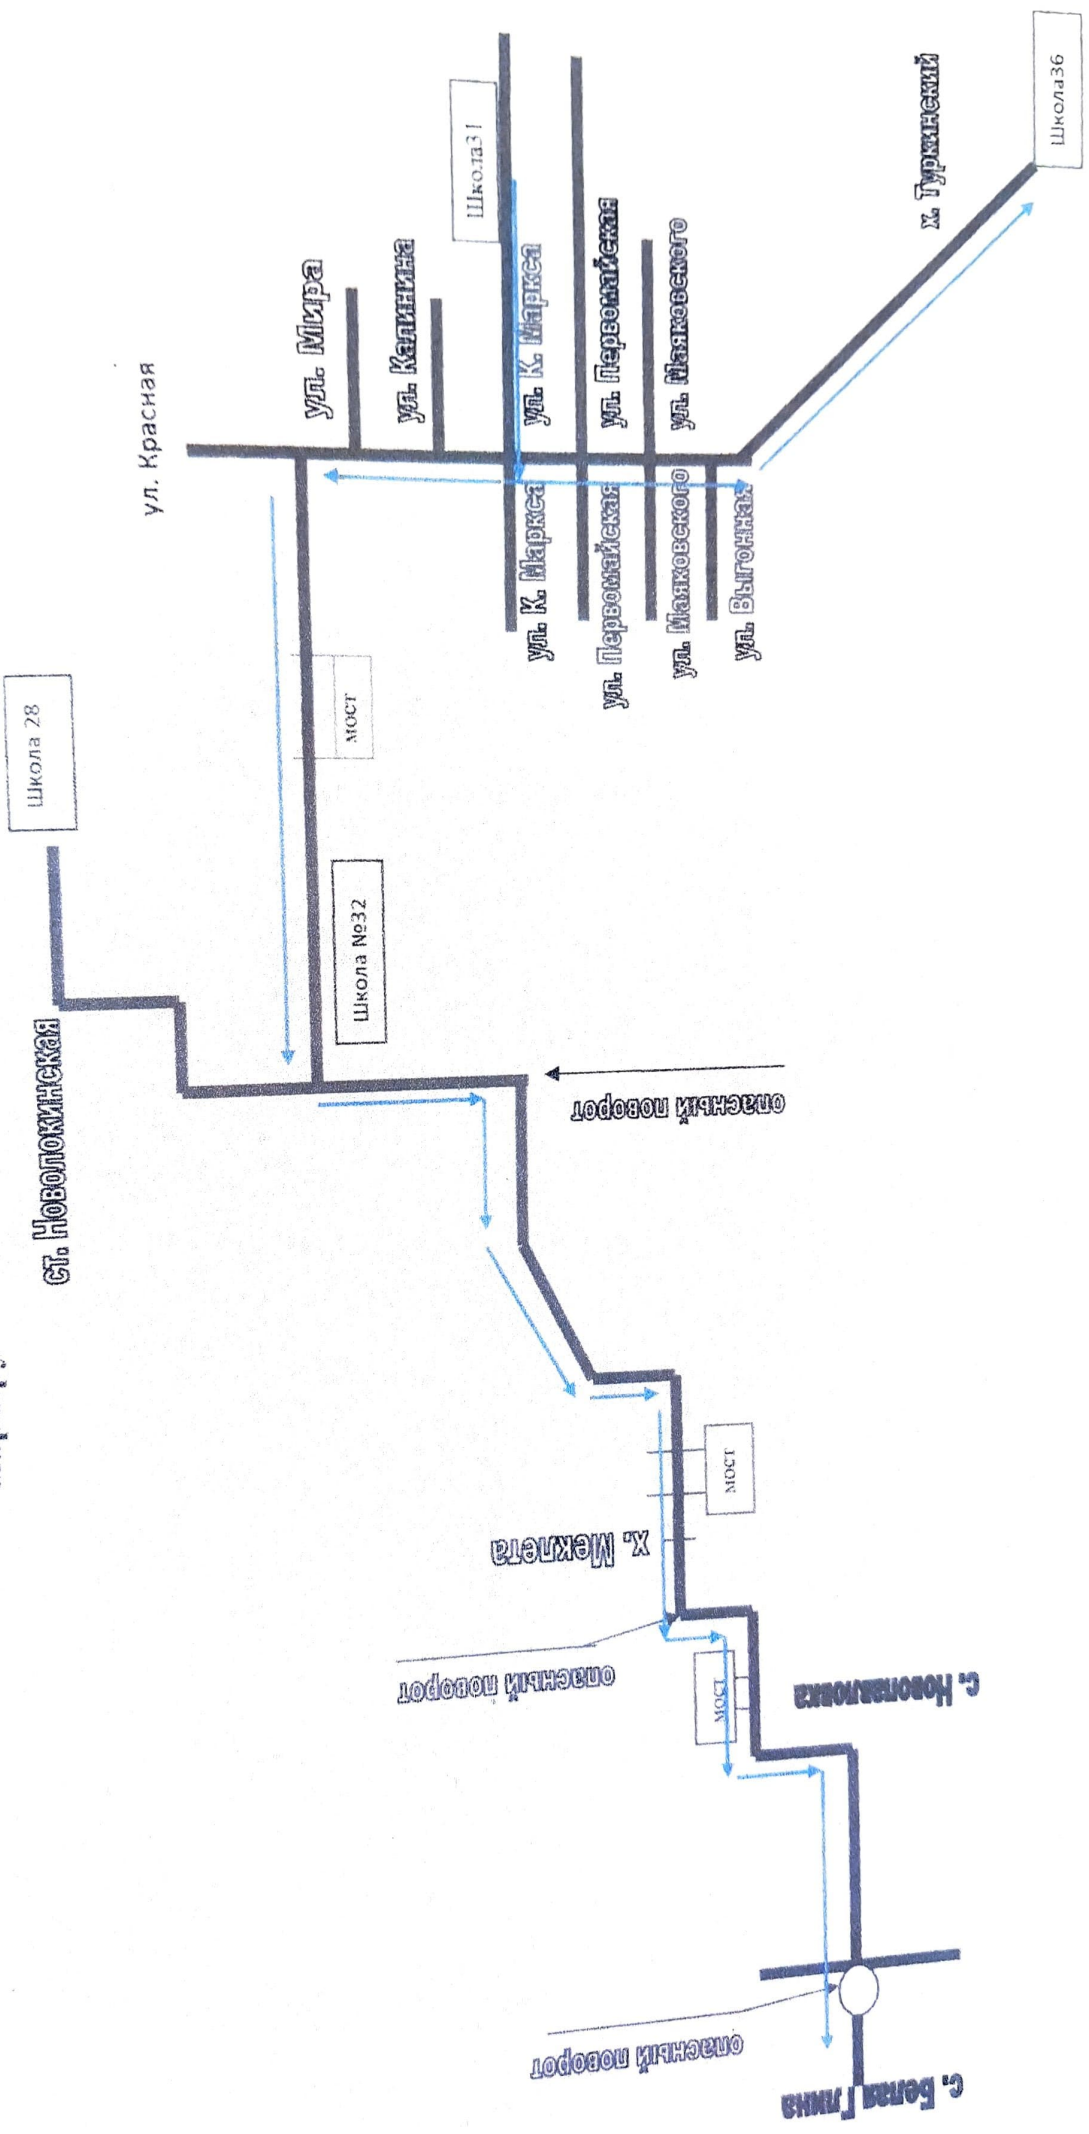 ул. Красная
Школа 28
ст. Новолокинская
ул. Мира
ул. Калинина
Школа31
ул. К. Маркса
ул. К. Маркса
ул. Первомайская
ул. Первомайская
ул. Маяковского
ул. Маяковского
ул. Выгонная
х. Туркинский
Школа36
мост
Школа №32
опасный поворот
мост
х. Меклета
опасный поворот
мост
с. Новопавловка
опасный поворот
с. Белая Глина